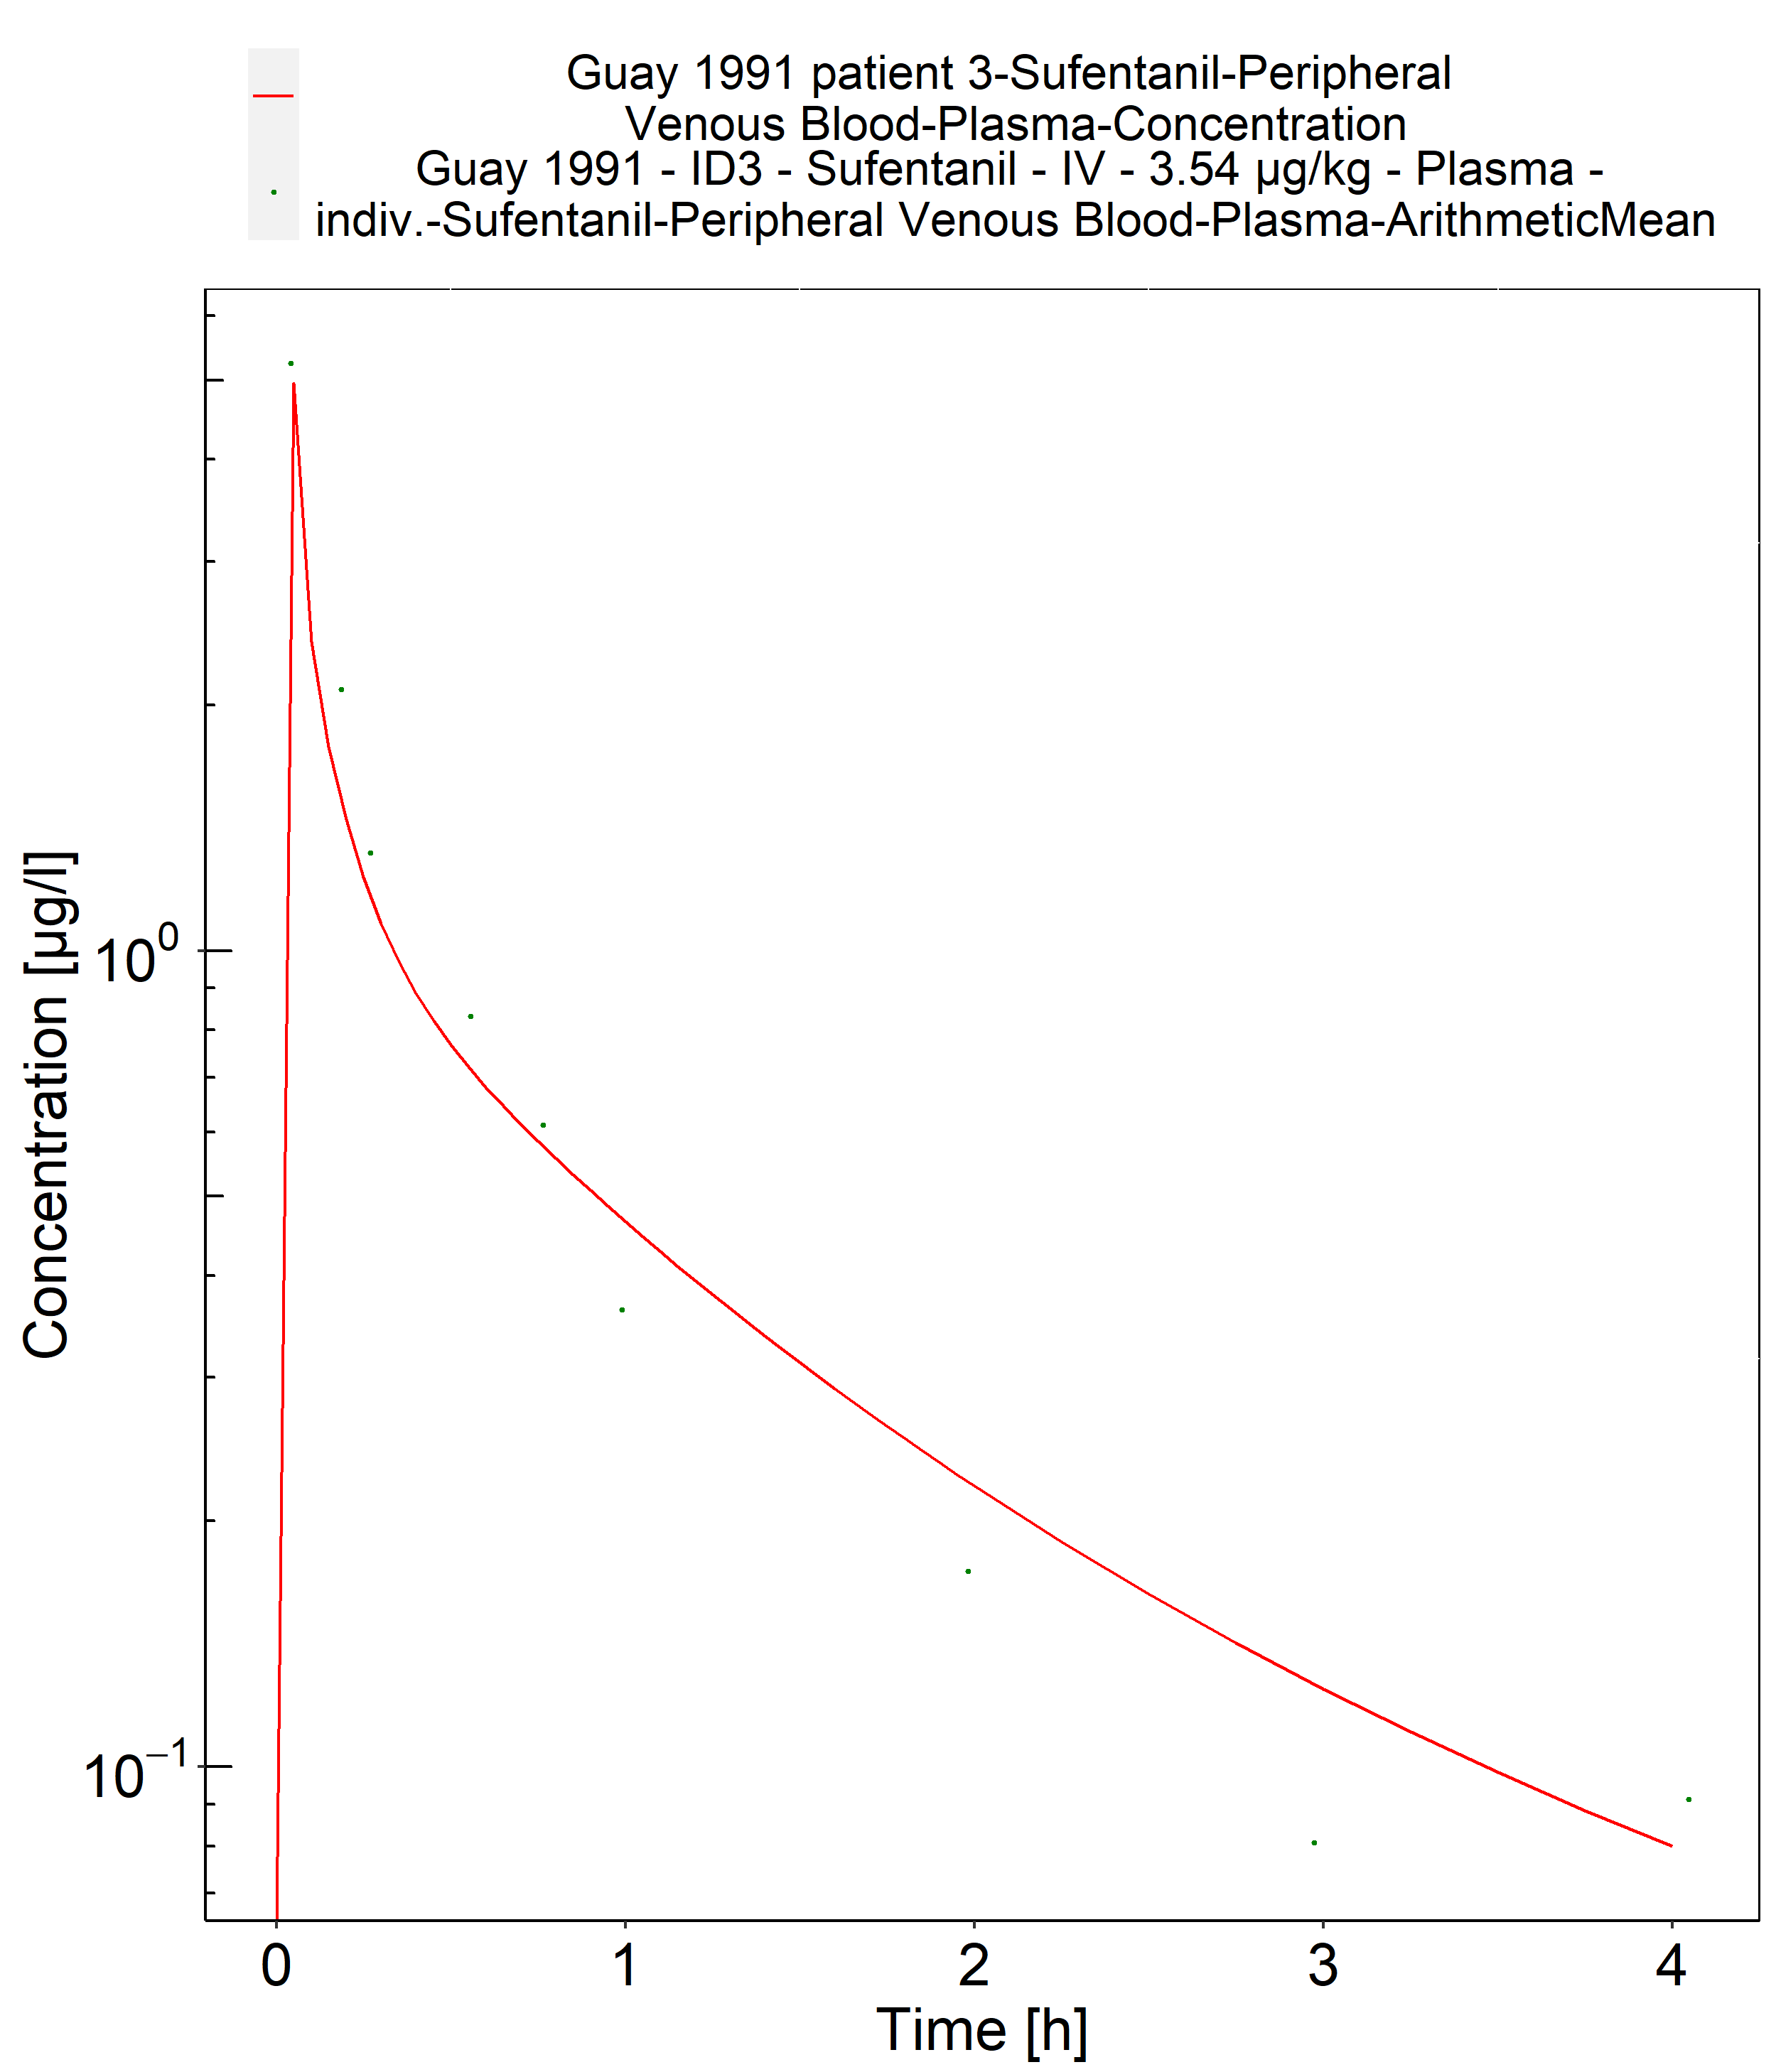 Guay 1991 patient 3-Sufentanil-Peripheral
Venous Blood-Plasma-Concentration
Guay 1991 - ID3 - Sufentanil - IV - 3.54 µg/kg - Plasma -
indiv.-Sufentanil-Peripheral Venous Blood-Plasma-ArithmeticMean
Concentration [µg/l]
10⁰
10⁻¹
0 1 2 3 4
Time [h]